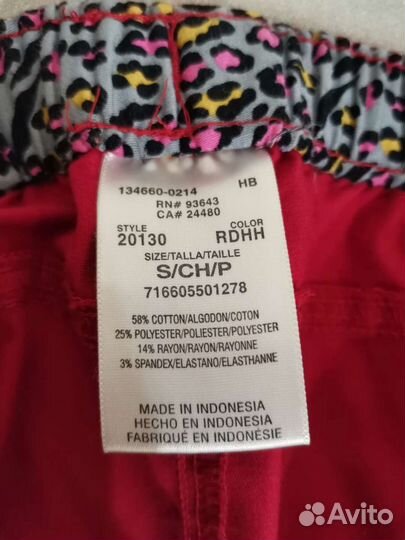 134660-0214 HB
RN# 93643
CA# 24480
STYLE COLOR
20130 RDHH
SIZE/TALLA/TAILLE
S/CH/P
716605501278
58% COTTON/ALGODON/COTON
25% POLYESTER/POLIESTER/POLYESTER
14% RAYON/RAYON/RAYONNE
3% SPANDEX/ELASTANO/ELASTHANNE
MADE IN INDONESIA
HECHO EN INDONESIA
FABRIQUÉ EN INDONÉSIE
Avito